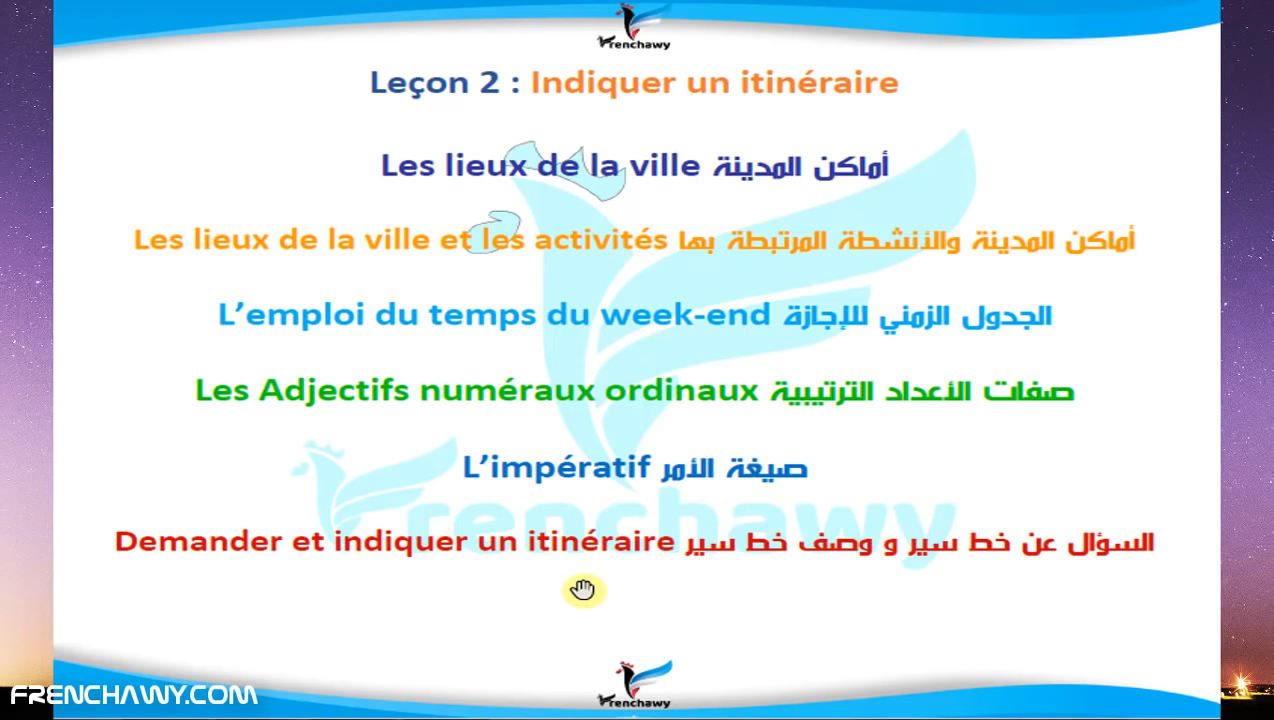 Frenchawy
Leçon 2 : Indiquer un itinéraire
Les lieux de la ville أماكن المدينة
Les lieux de la ville et les activités أماكن المدينة والأنشطة المرتبطة بها
L’emploi du temps du week-end الجدول الزمني للإجازة
Les Adjectifs numéraux ordinaux صفات الأعداد الترتيبية
L’impératif صيغة الأمر
Frenchawy
Demander et indiquer un itinéraire السؤال عن خط سير و وصف خط سير
Frenchawy
FRENCHAWY.COM